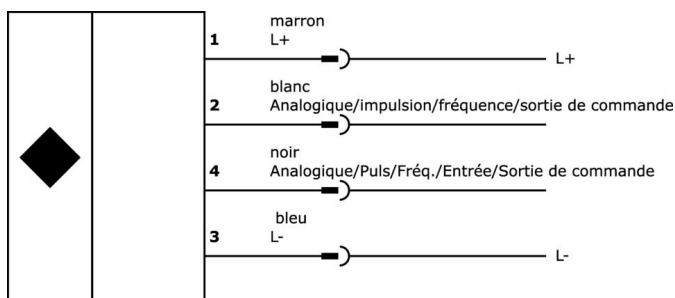 marron
1 L+
L+
blanc
2 Analogique/impulsion/fréquence/sortie de commande
noir
4 Analogique/Puls/Fréq./Entrée/Sortie de commande
bleu
3 L-
L-